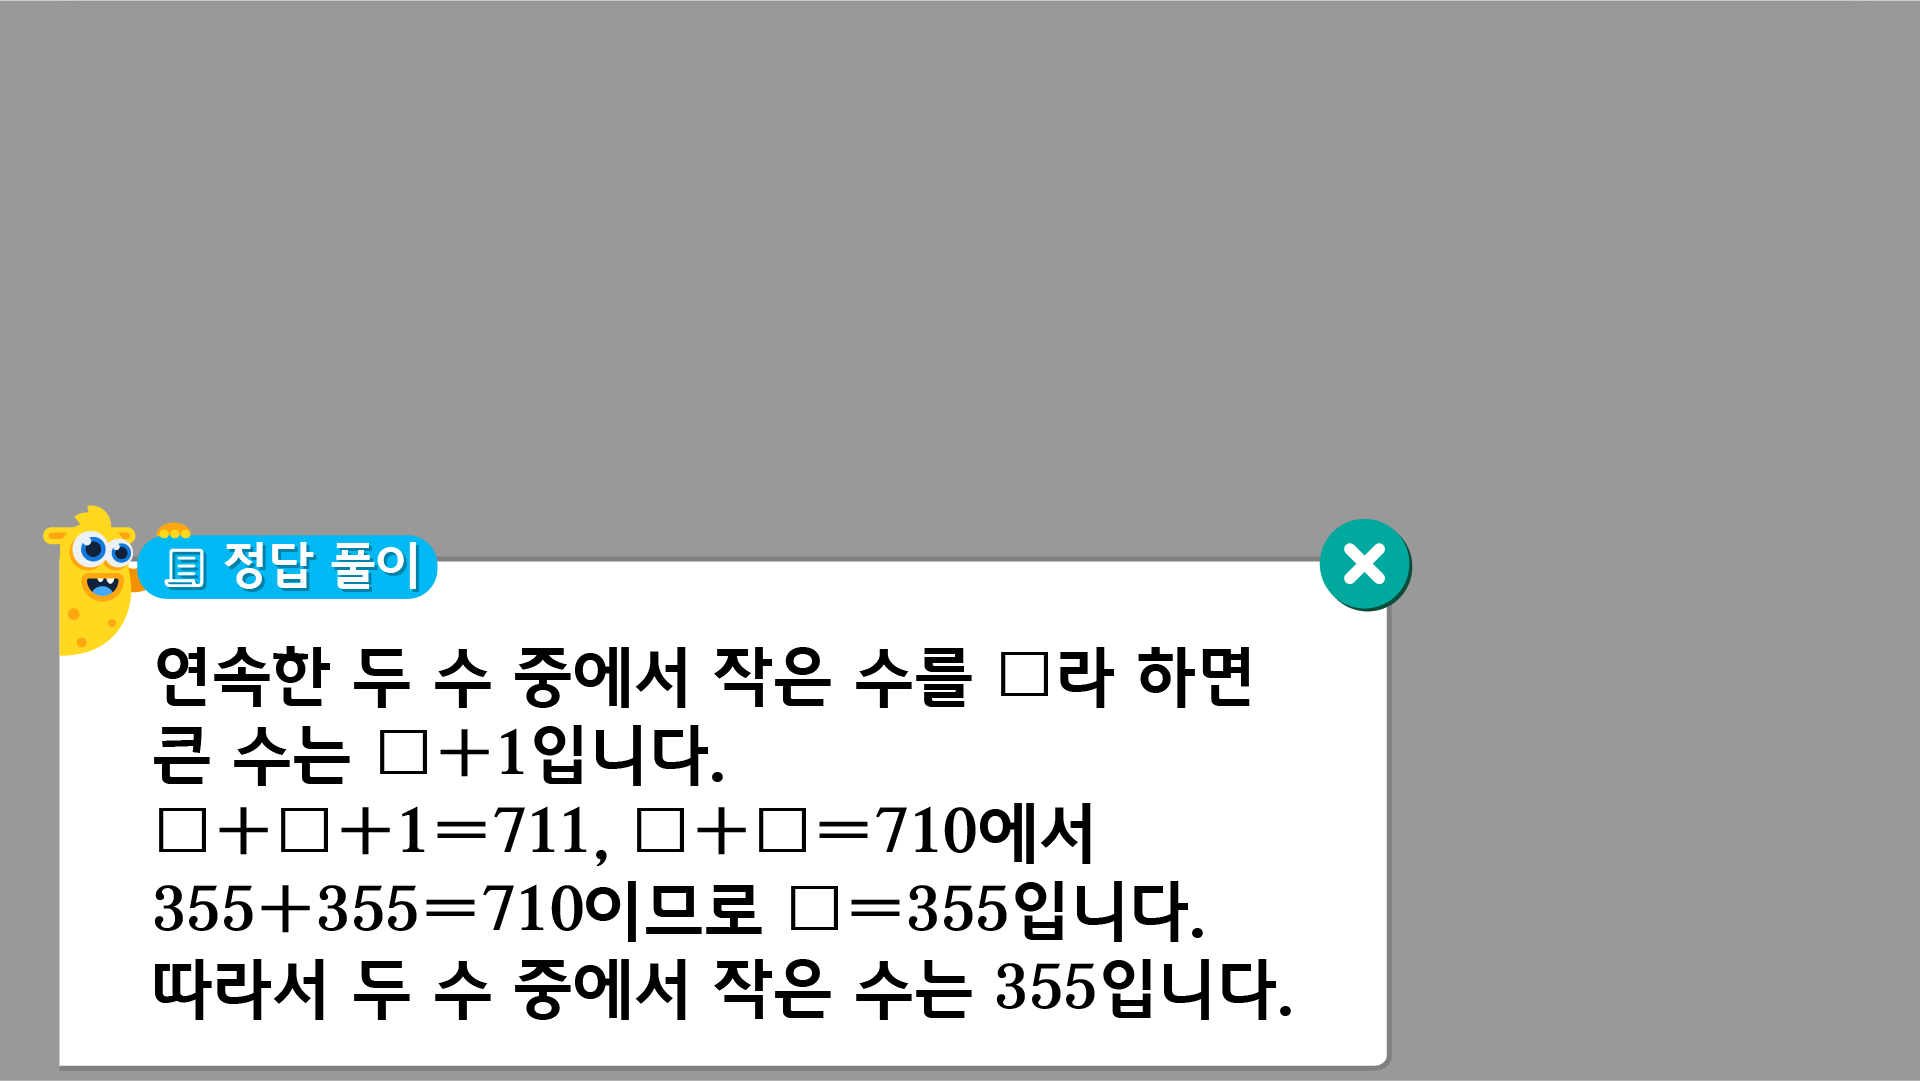 정답 풀이
연속한 두 수 중에서 작은 수를 □라 하면
큰 수는 □+1입니다.
□+□+1=711, □+□=710에서
355+355=710이므로 □=355입니다.
따라서 두 수 중에서 작은 수는 355입니다.